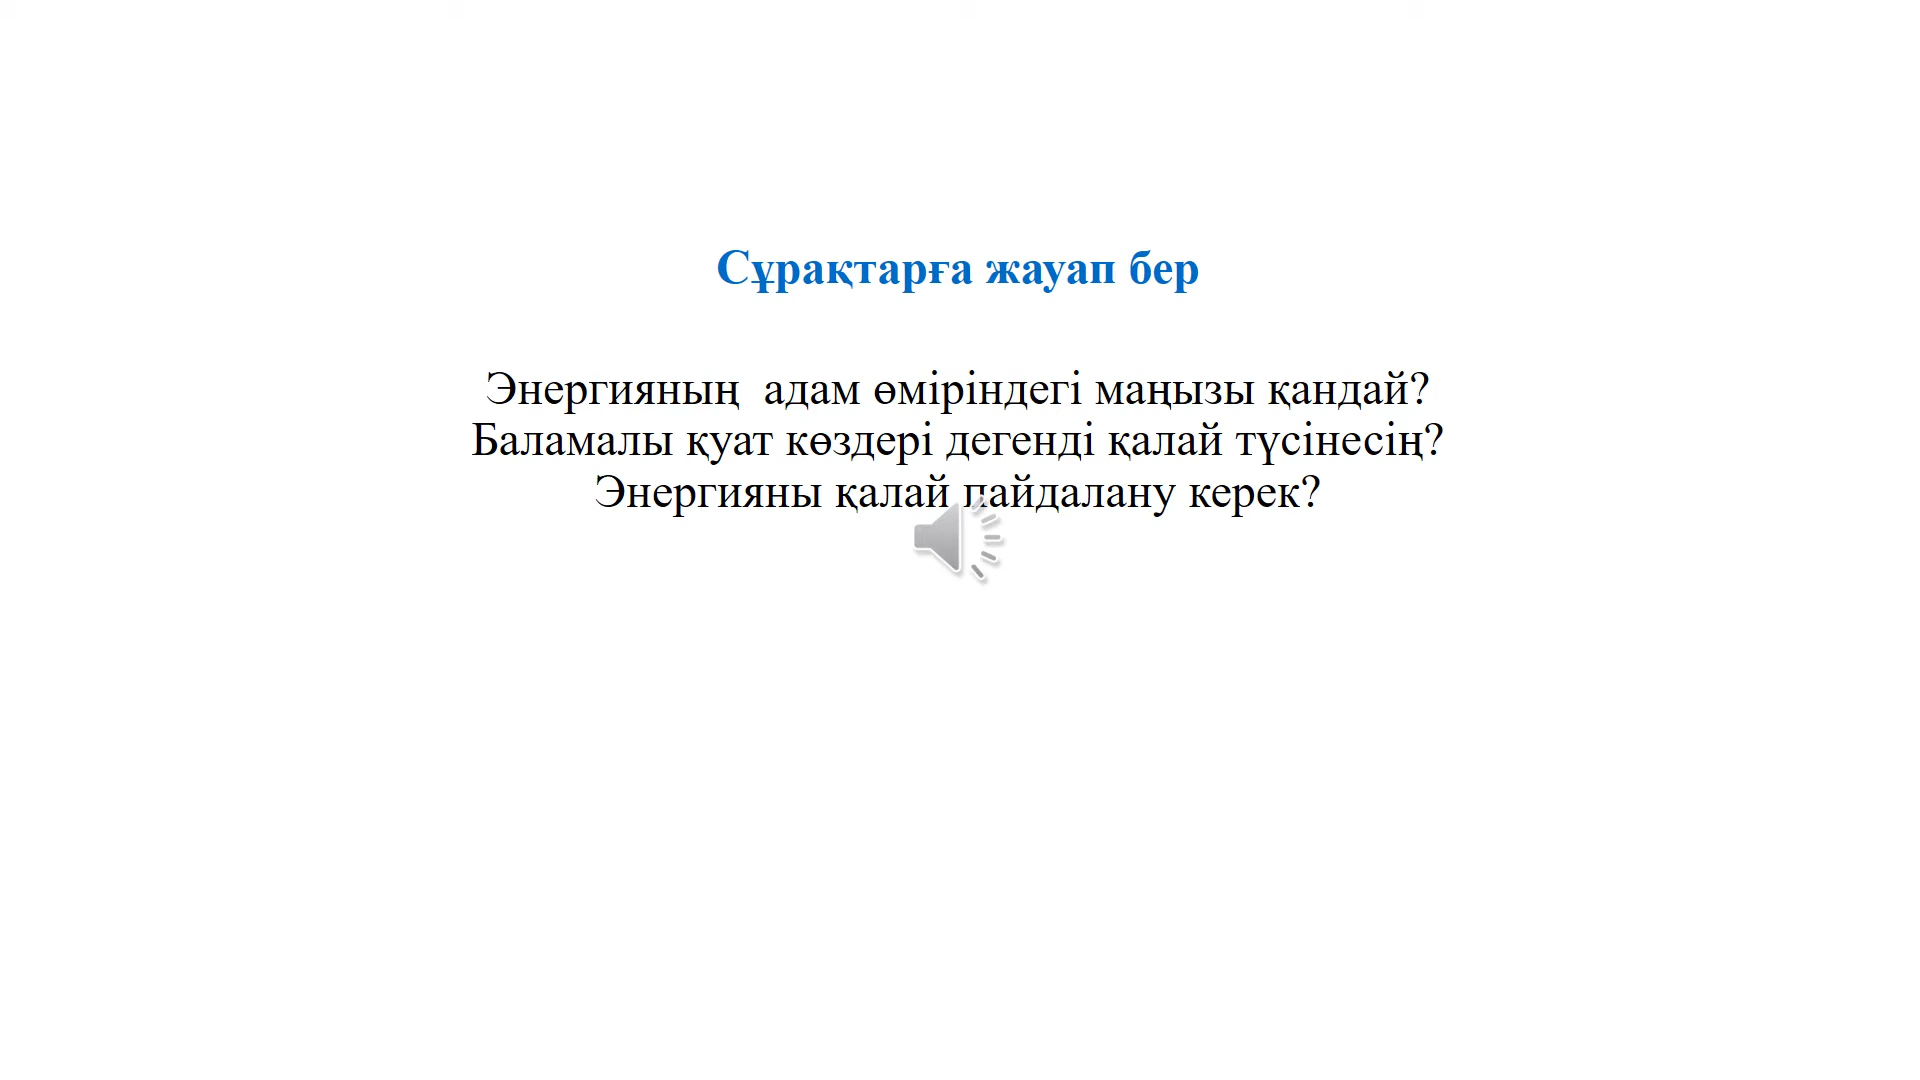 Сұрақтарға жауап бер
Энергияның  адам өміріндегі маңызы қандай?
Баламалы қуат көздері дегенді қалай түсінесің?
Энергияны қалай пайдалану керек?